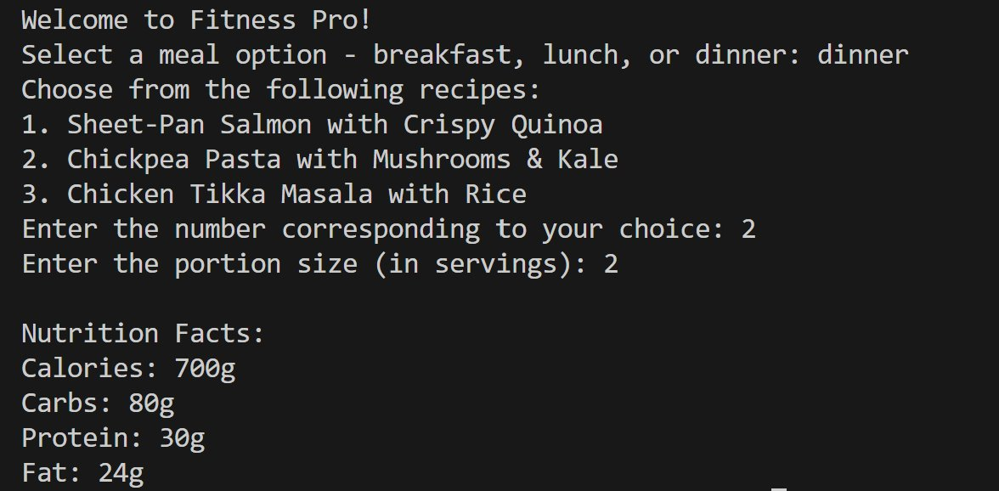 Welcome to Fitness Pro!
Select a meal option - breakfast, lunch, or dinner: dinner
Choose from the following recipes:
1. Sheet-Pan Salmon with Crispy Quinoa
2. Chickpea Pasta with Mushrooms & Kale
3. Chicken Tikka Masala with Rice
Enter the number corresponding to your choice: 2
Enter the portion size (in servings): 2
Nutrition Facts:
Calories: 700g
Carbs: 80g
Protein: 30g
Fat: 24g